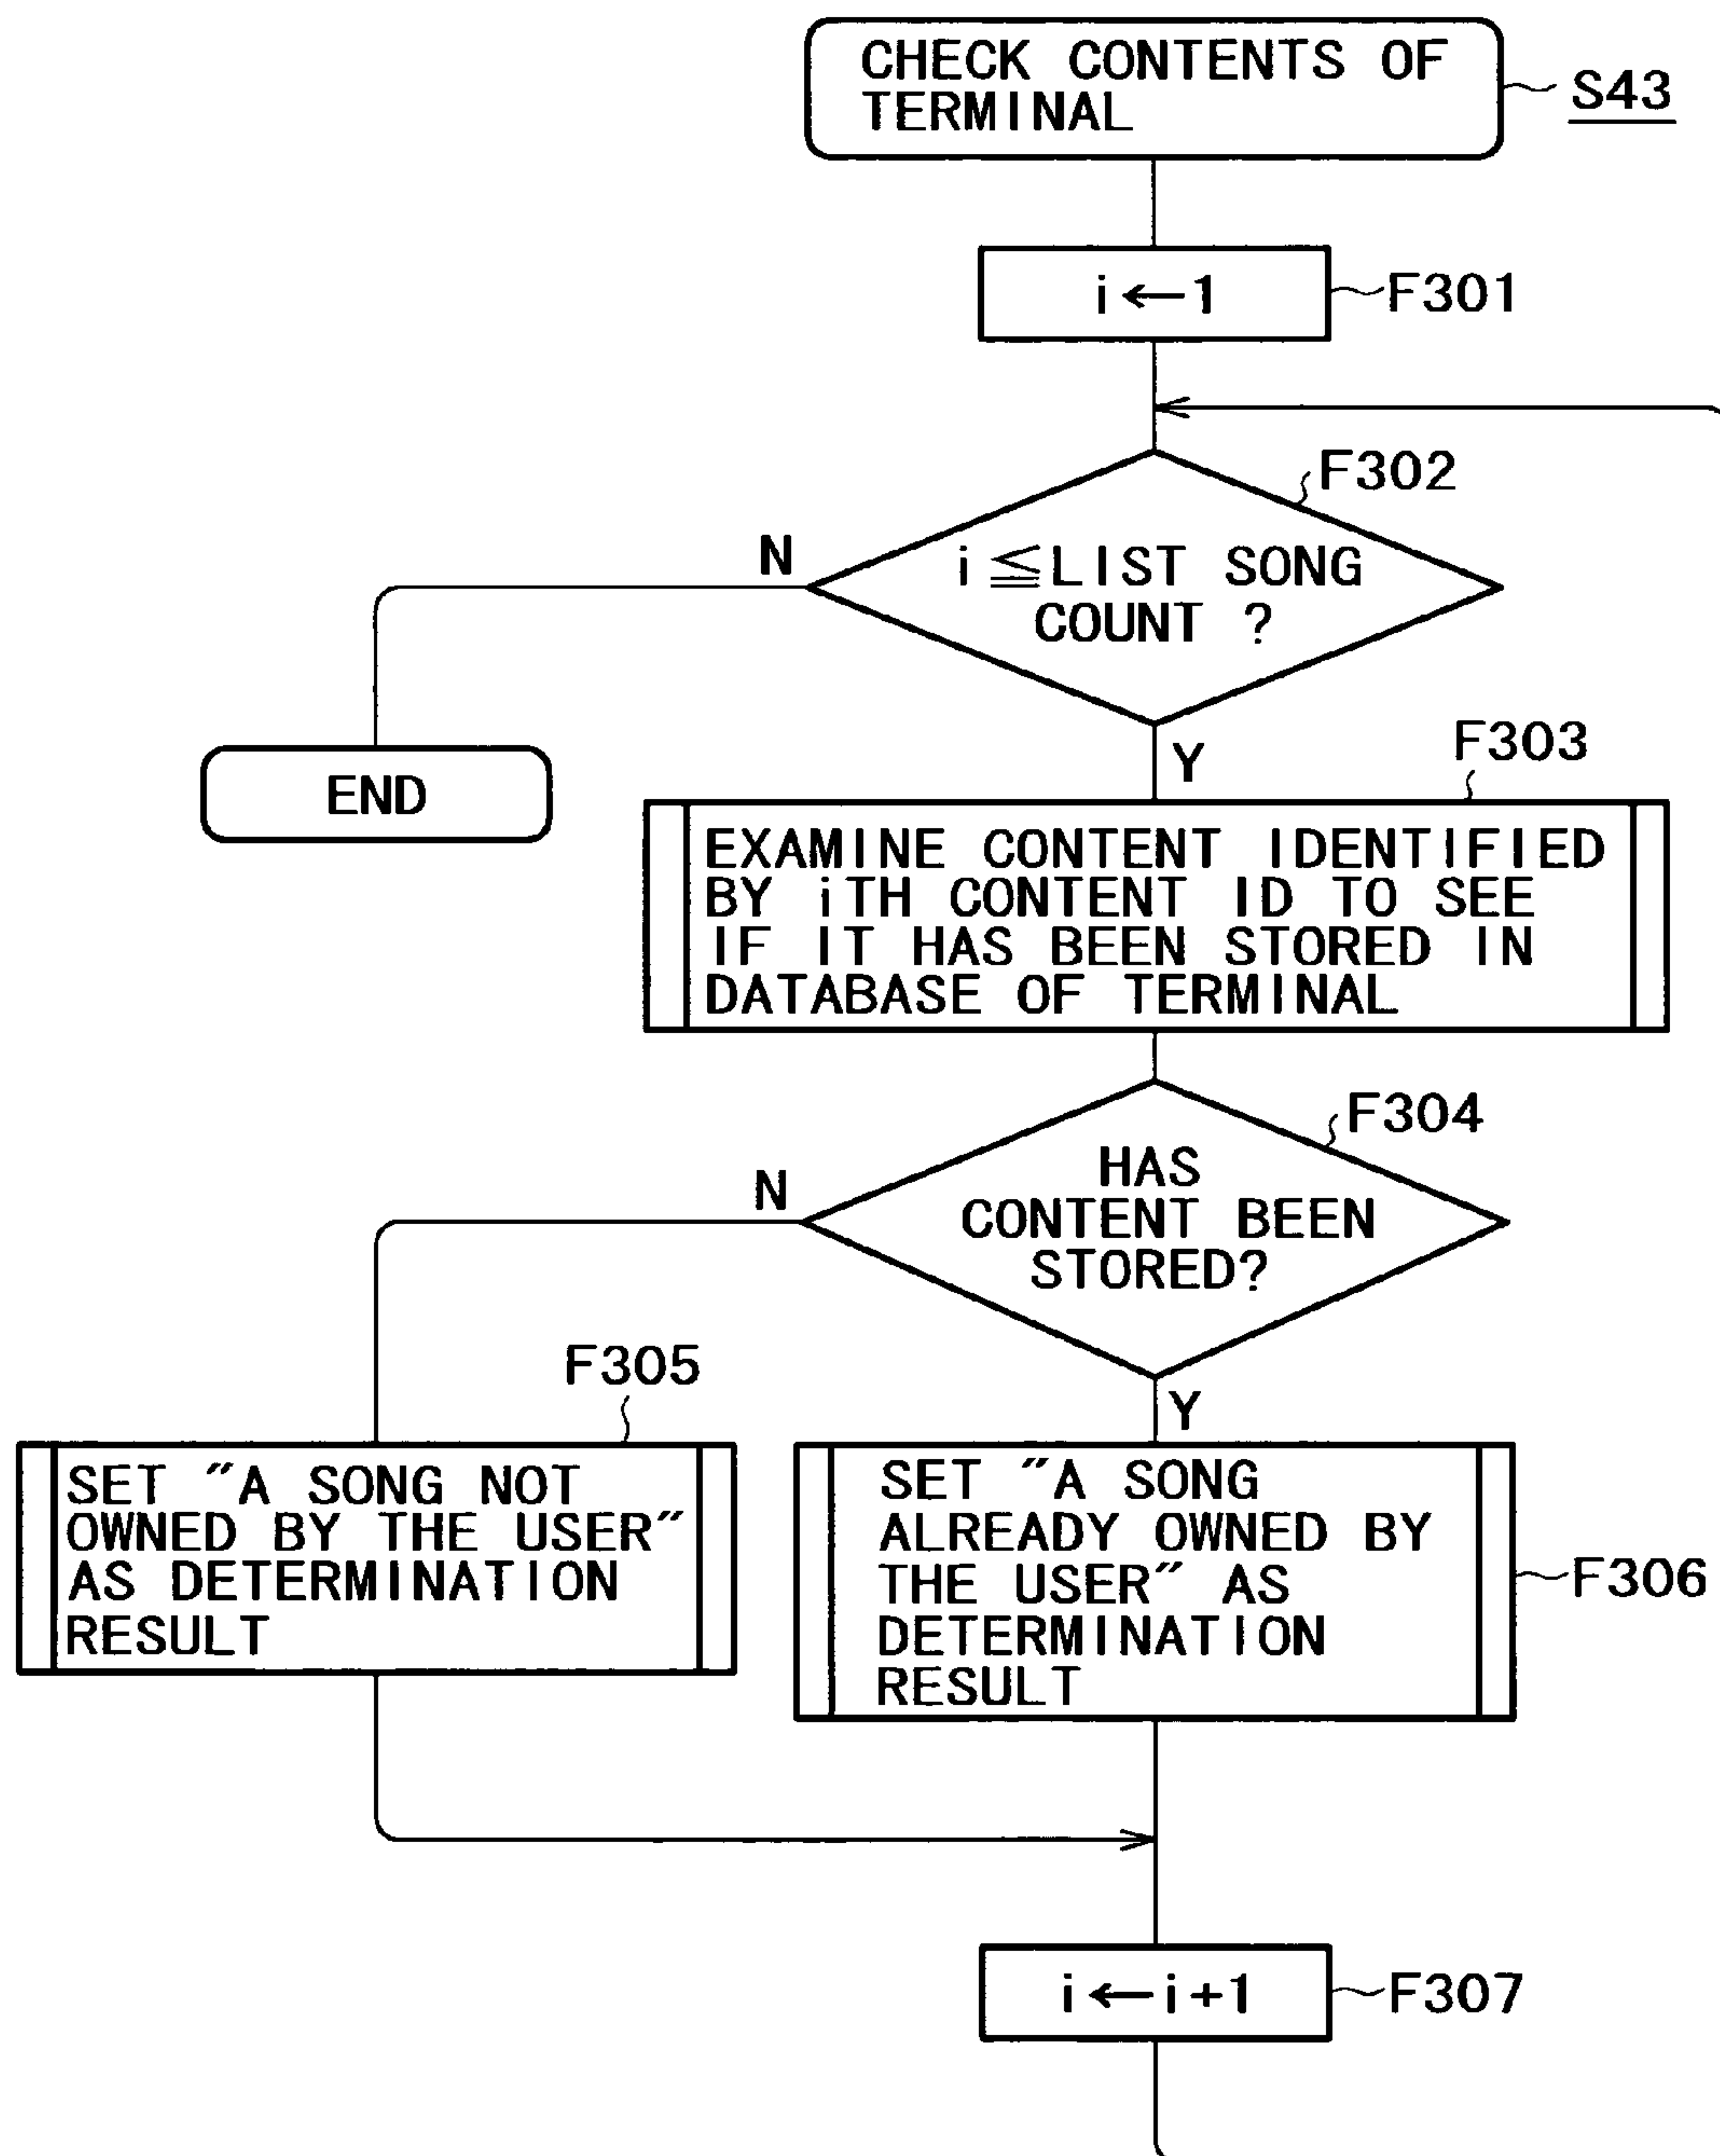 CHECK CONTENTS OF
TERMINAL
S43
i←1
F301
F302
N
i≦LIST SONG
COUNT ?
Y
END
F303
EXAMINE CONTENT IDENTIFIED
BY iTH CONTENT ID TO SEE
IF IT HAS BEEN STORED IN
DATABASE OF TERMINAL
F304
N
HAS
CONTENT BEEN
STORED?
Y
F305
SET "A SONG NOT
OWNED BY THE USER"
AS DETERMINATION
RESULT
SET "A SONG
ALREADY OWNED BY
THE USER" AS
DETERMINATION
RESULT
F306
i←i+1
F307